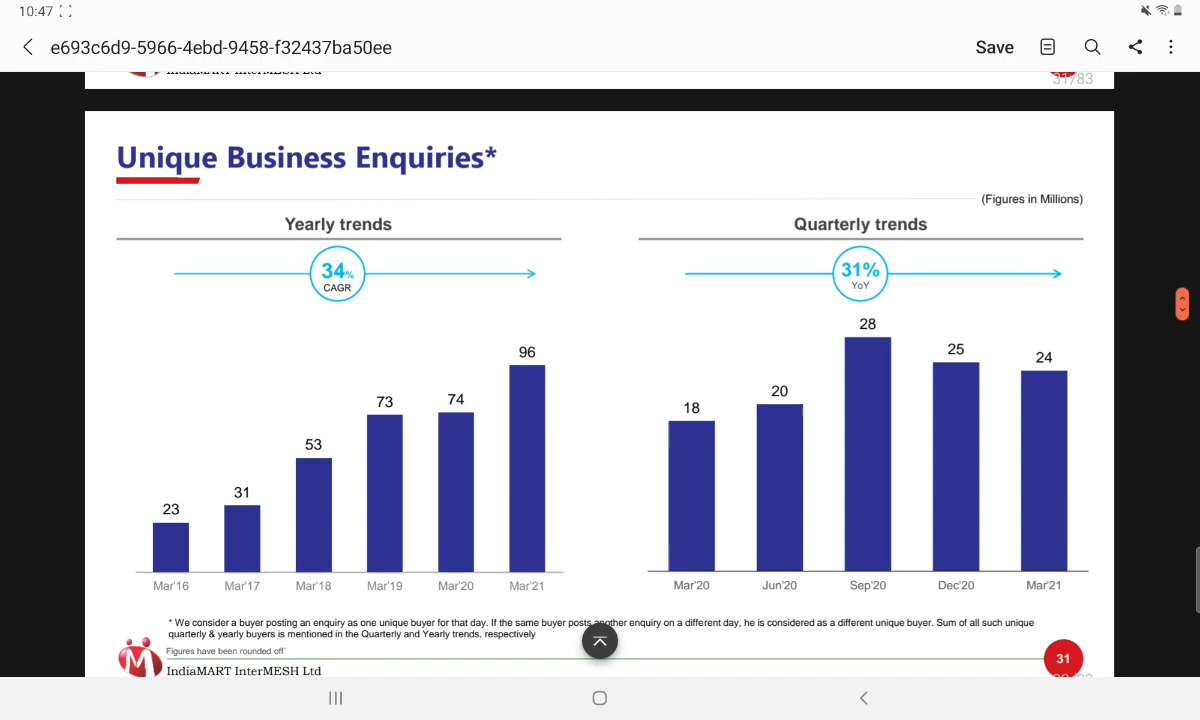 10:47
e693c6d9-5966-4ebd-9458-f32437ba50ee
Save
IndiaMART InterMESH Ltd
31/83
Unique Business Enquiries*
(Figures in Millions)
Yearly trends
34%
CAGR
23
31
53
73
74
96
Mar'16 Mar'17 Mar'18 Mar'19 Mar'20 Mar'21
Quarterly trends
31%
YoY
18
20
28
25
24
Mar'20 Jun'20 Sep'20 Dec'20 Mar'21
* We consider a buyer posting an enquiry as one unique buyer for that day. If the same buyer posts another enquiry on a different day, he is considered as a different unique buyer. Sum of all such unique
quarterly & yearly buyers is mentioned in the Quarterly and Yearly trends, respectively
Figures have been rounded off
IndiaMART InterMESH Ltd
31